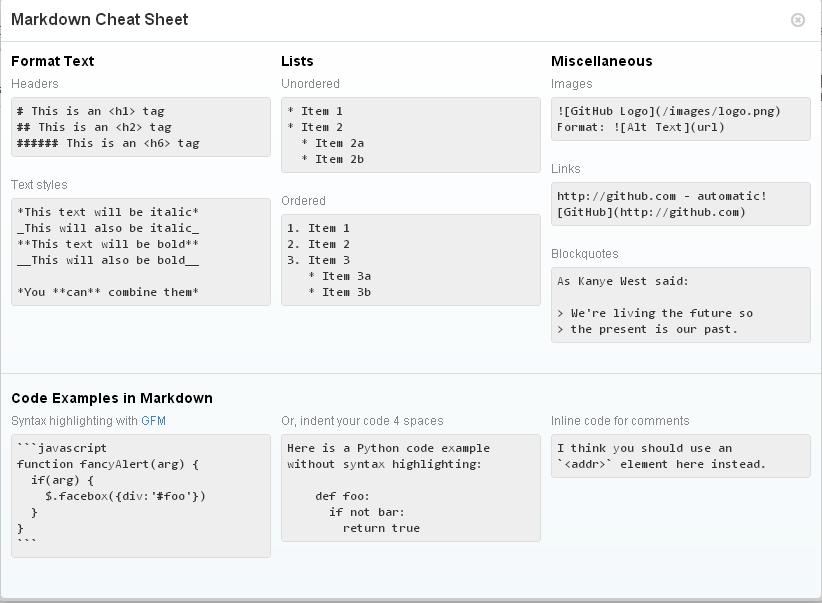 Markdown Cheat Sheet
Format Text
Headers
# This is an <h1> tag
## This is an <h2> tag
###### This is an <h6> tag
Text styles
*This text will be italic*
_This will also be italic_
**This text will be bold**
__This will also be bold__

*You **can** combine them*
Lists
Unordered
* Item 1
* Item 2
  * Item 2a
  * Item 2b
Ordered
1. Item 1
2. Item 2
3. Item 3
   * Item 3a
   * Item 3b
Miscellaneous
Images
![GitHub Logo](/images/logo.png)
Format: ![Alt Text](url)
Links
http://github.com - automatic!
[GitHub](http://github.com)
Blockquotes
As Kanye West said:

> We're living the future so
> the present is our past.
Code Examples in Markdown
Syntax highlighting with GFM
```javascript
function fancyAlert(arg) {
  if(arg) {
    $.facebox({div:'#foo'})
  }
}
```
Or, indent your code 4 spaces
Here is a Python code example
without syntax highlighting:

    def foo:
      if not bar:
        return true
Inline code for comments
I think you should use an
`<addr>` element here instead.